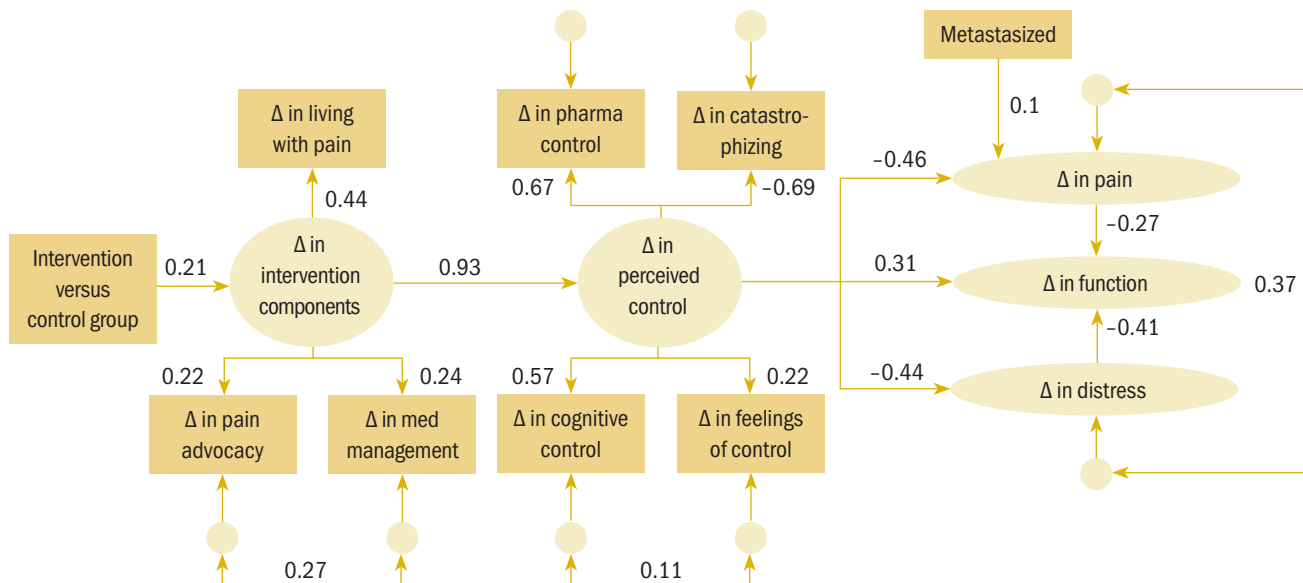 Metastasized
Δ in living
with pain
Δ in pharma
control
Δ in catastro-
phizing
0.1
0.44
0.67
–0.69
–0.46
Δ in pain
–0.27
Intervention
versus
control group
0.21
Δ in
intervention
components
0.93
Δ in
perceived
control
0.31
Δ in function
0.37
–0.41
0.22
0.24
0.57
0.22
–0.44
Δ in distress
Δ in pain
advocacy
Δ in med
management
Δ in cognitive
control
Δ in feelings
of control
0.27
0.11